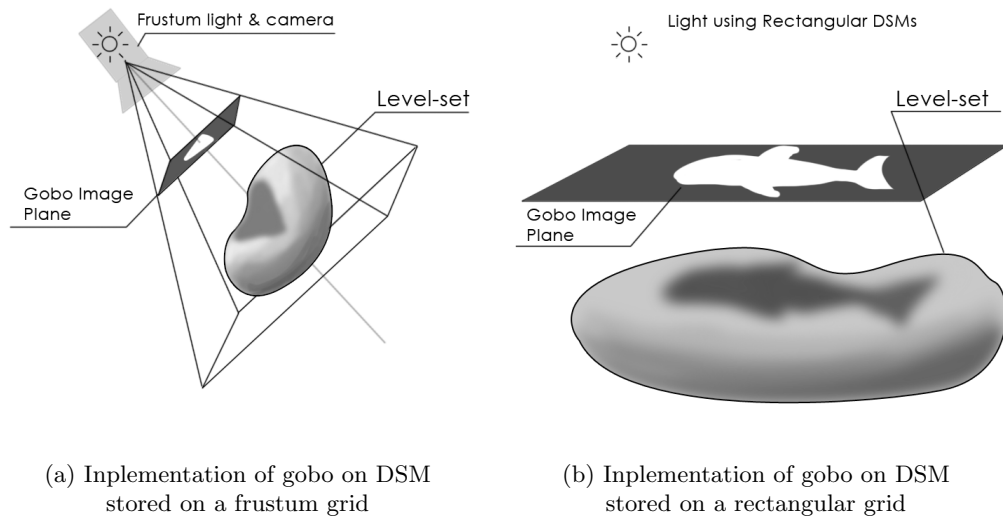 Frustum light & camera
Level-set
Gobo Image
Plane
(a) Inplementation of gobo on DSM
stored on a frustum grid
Light using Rectangular DSMs
Level-set
Gobo Image
Plane
(b) Inplementation of gobo on DSM
stored on a rectangular grid